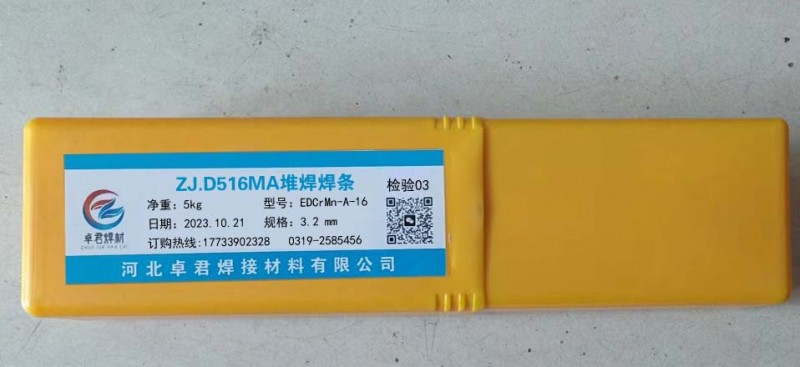 ZJ.D516MA堆焊焊条
检验03
净重：5kg 型号：EDCrMn-A-16
日期：2023.10.21 规格：3.2 mm
卓君焊材
订购热线:17733902328 0319-2585456
河北卓君焊接材料有限公司